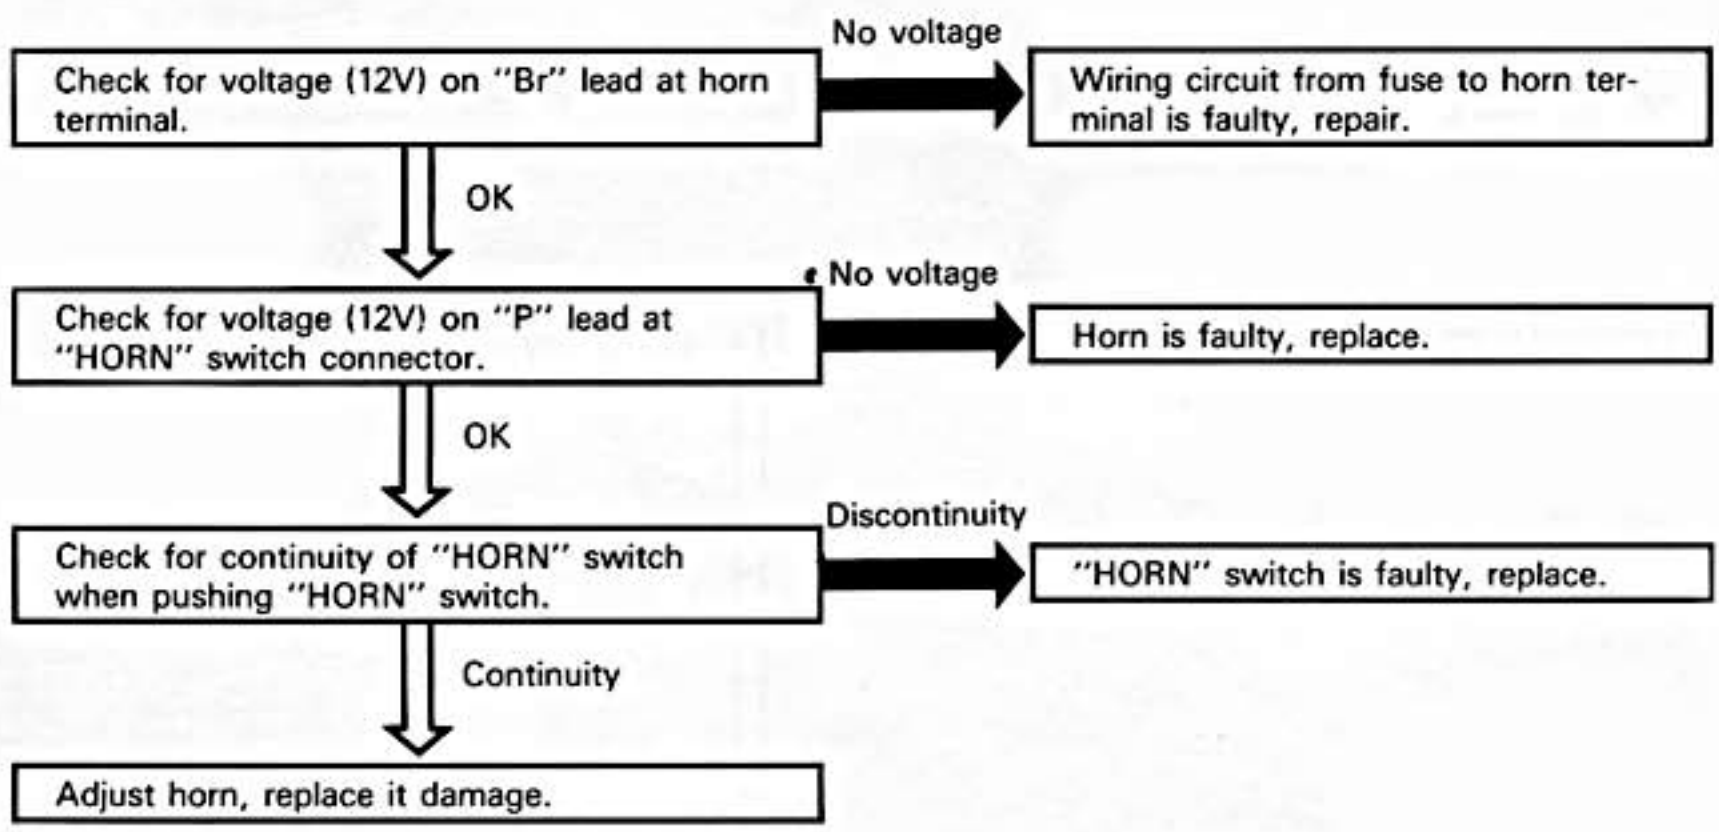 No voltage
Check for voltage (12V) on "Br" lead at horn
terminal.
Wiring circuit from fuse to horn ter-
minal is faulty, repair.
OK
No voltage
Check for voltage (12V) on "P" lead at
"HORN" switch connector.
Horn is faulty, replace.
OK
Discontinuity
Check for continuity of "HORN" switch
when pushing "HORN" switch.
"HORN" switch is faulty, replace.
Continuity
Adjust horn, replace it damage.